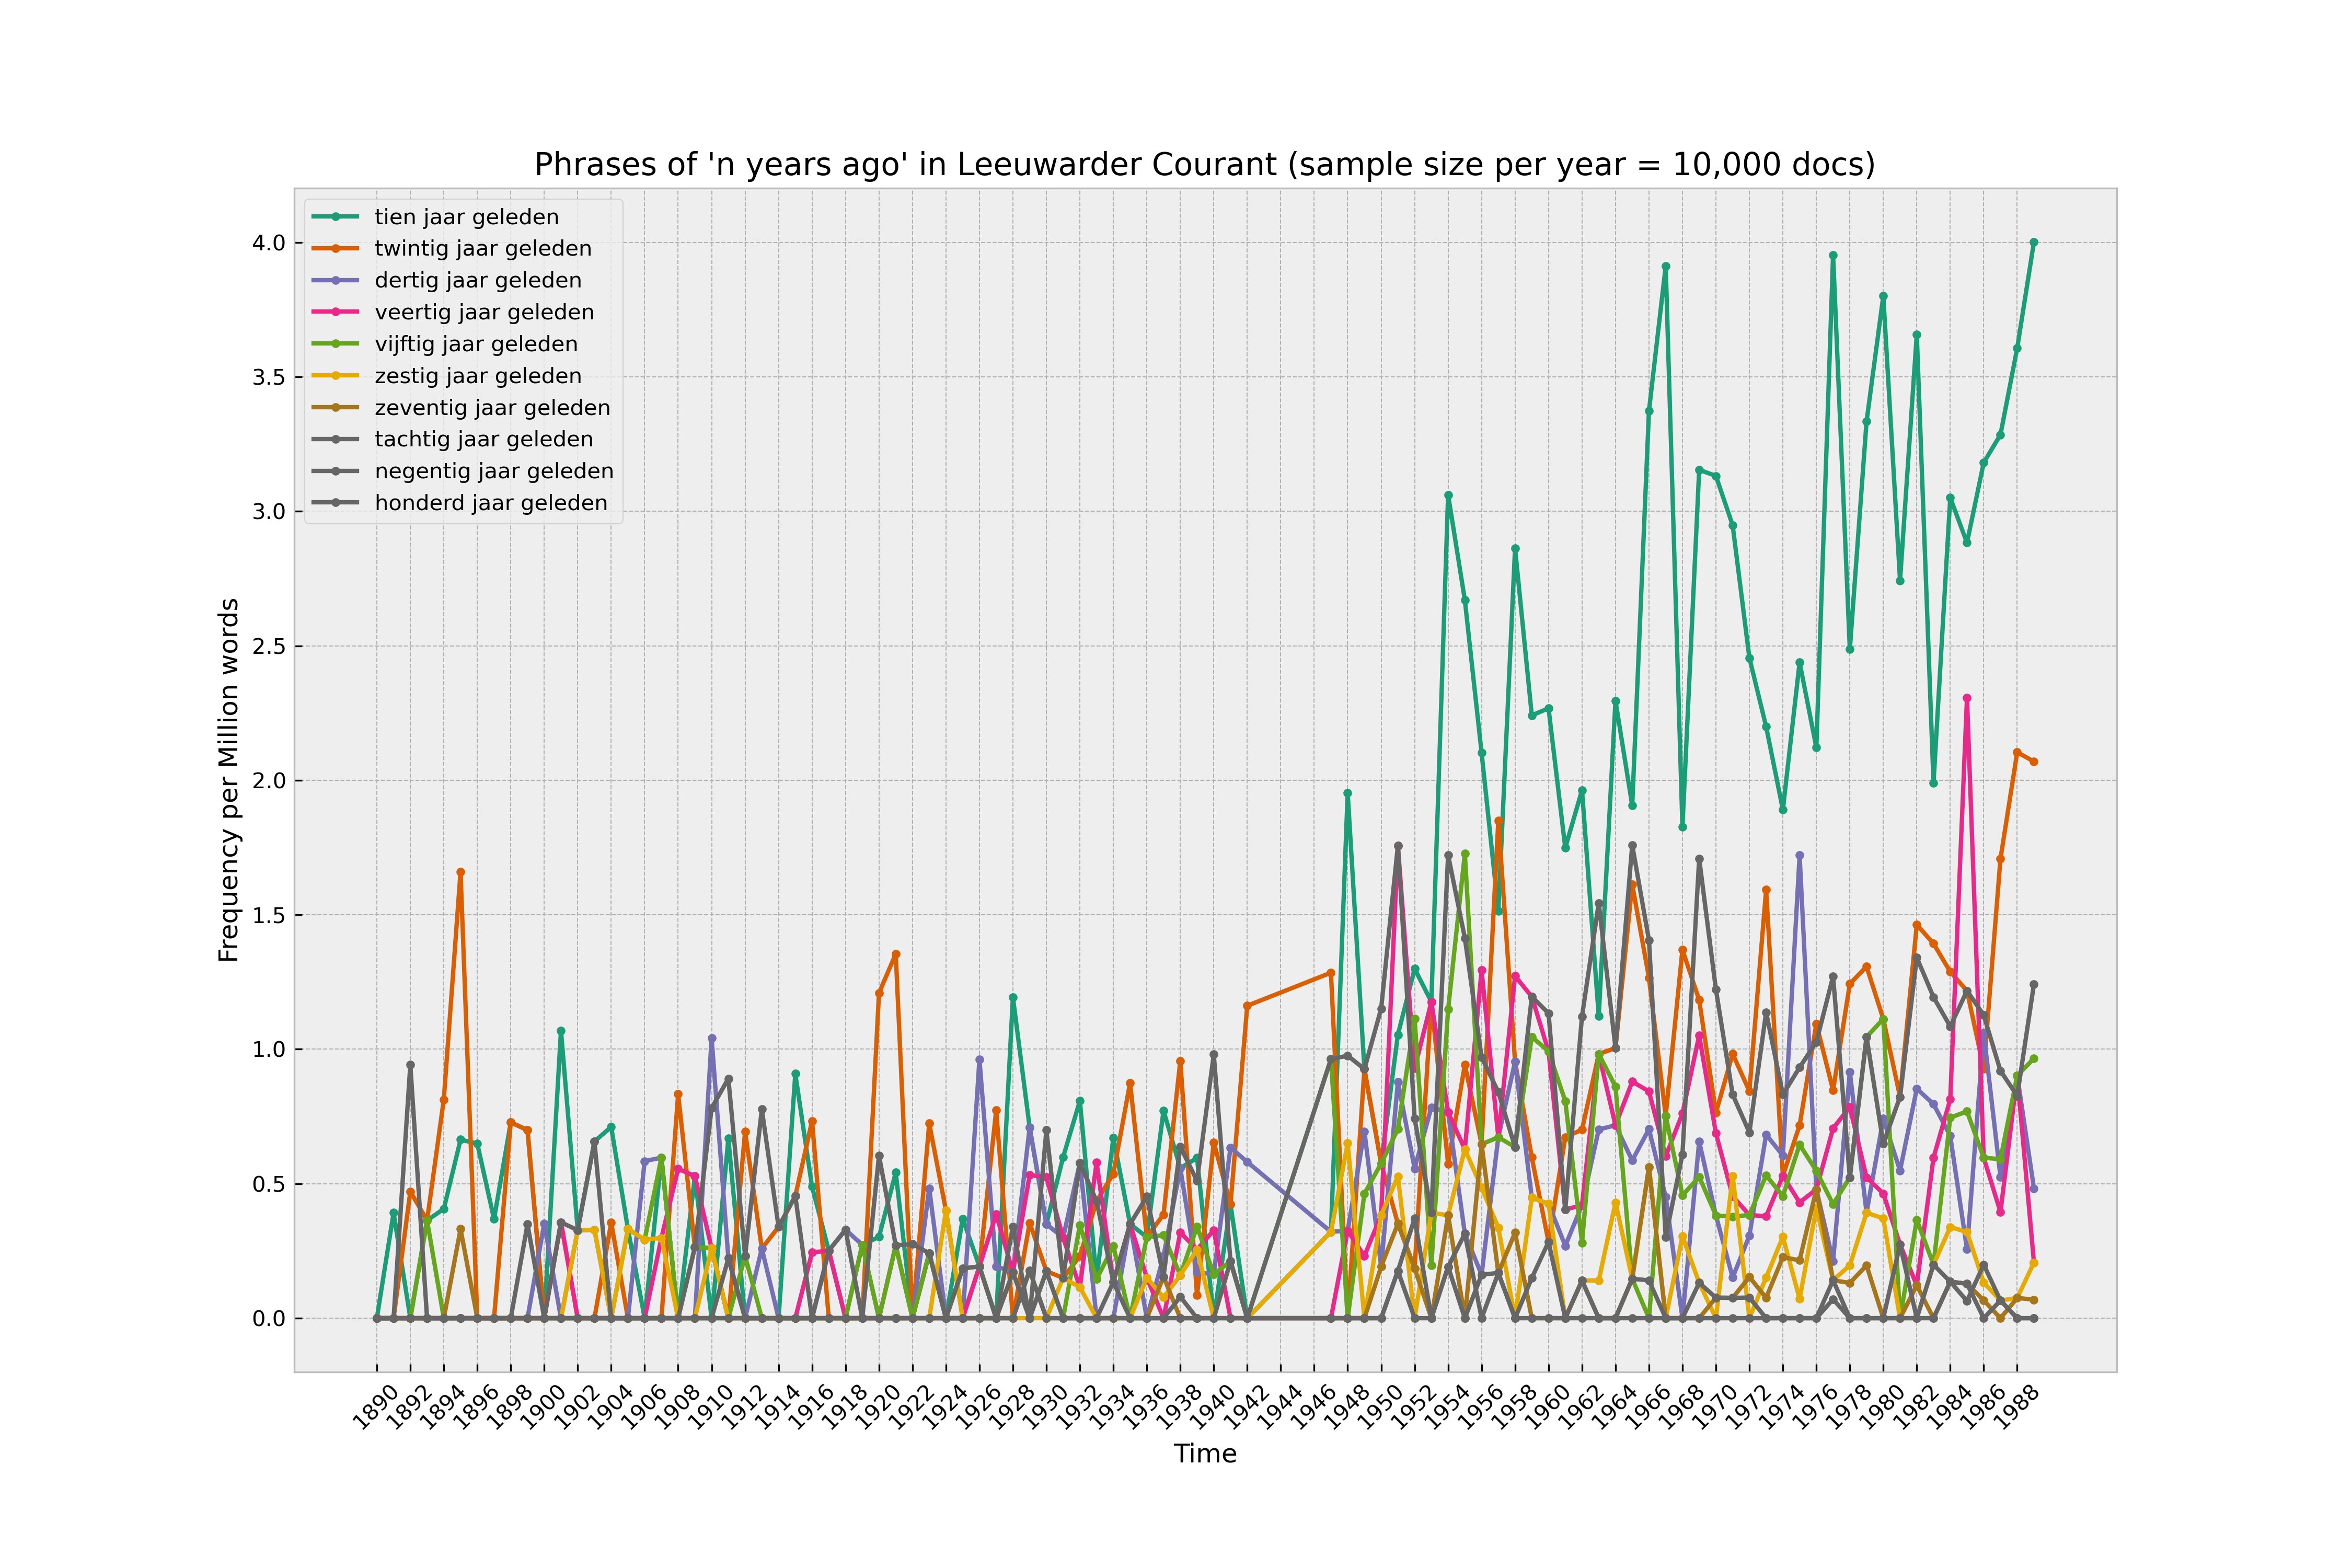 Phrases of 'n years ago' in Leeuwarder Courant (sample size per year = 10,000 docs)
tien jaar geleden
twintig jaar geleden
dertig jaar geleden
veertig jaar geleden
vijftig jaar geleden
zestig jaar geleden
zeventig jaar geleden
tachtig jaar geleden
negentig jaar geleden
honderd jaar geleden
Frequency per Million words
4.0
3.5
3.0
2.5
2.0
1.5
1.0
0.5
0.0
1890 1892 1894 1896 1898 1900 1902 1904 1906 1908 1910 1912 1914 1916 1918 1920 1922 1924 1926 1928 1930 1932 1934 1936 1938 1940 1942 1944 1946 1948 1950 1952 1954 1956 1958 1960 1962 1964 1966 1968 1970 1972 1974 1976 1978 1980 1982 1984 1986 1988
Time